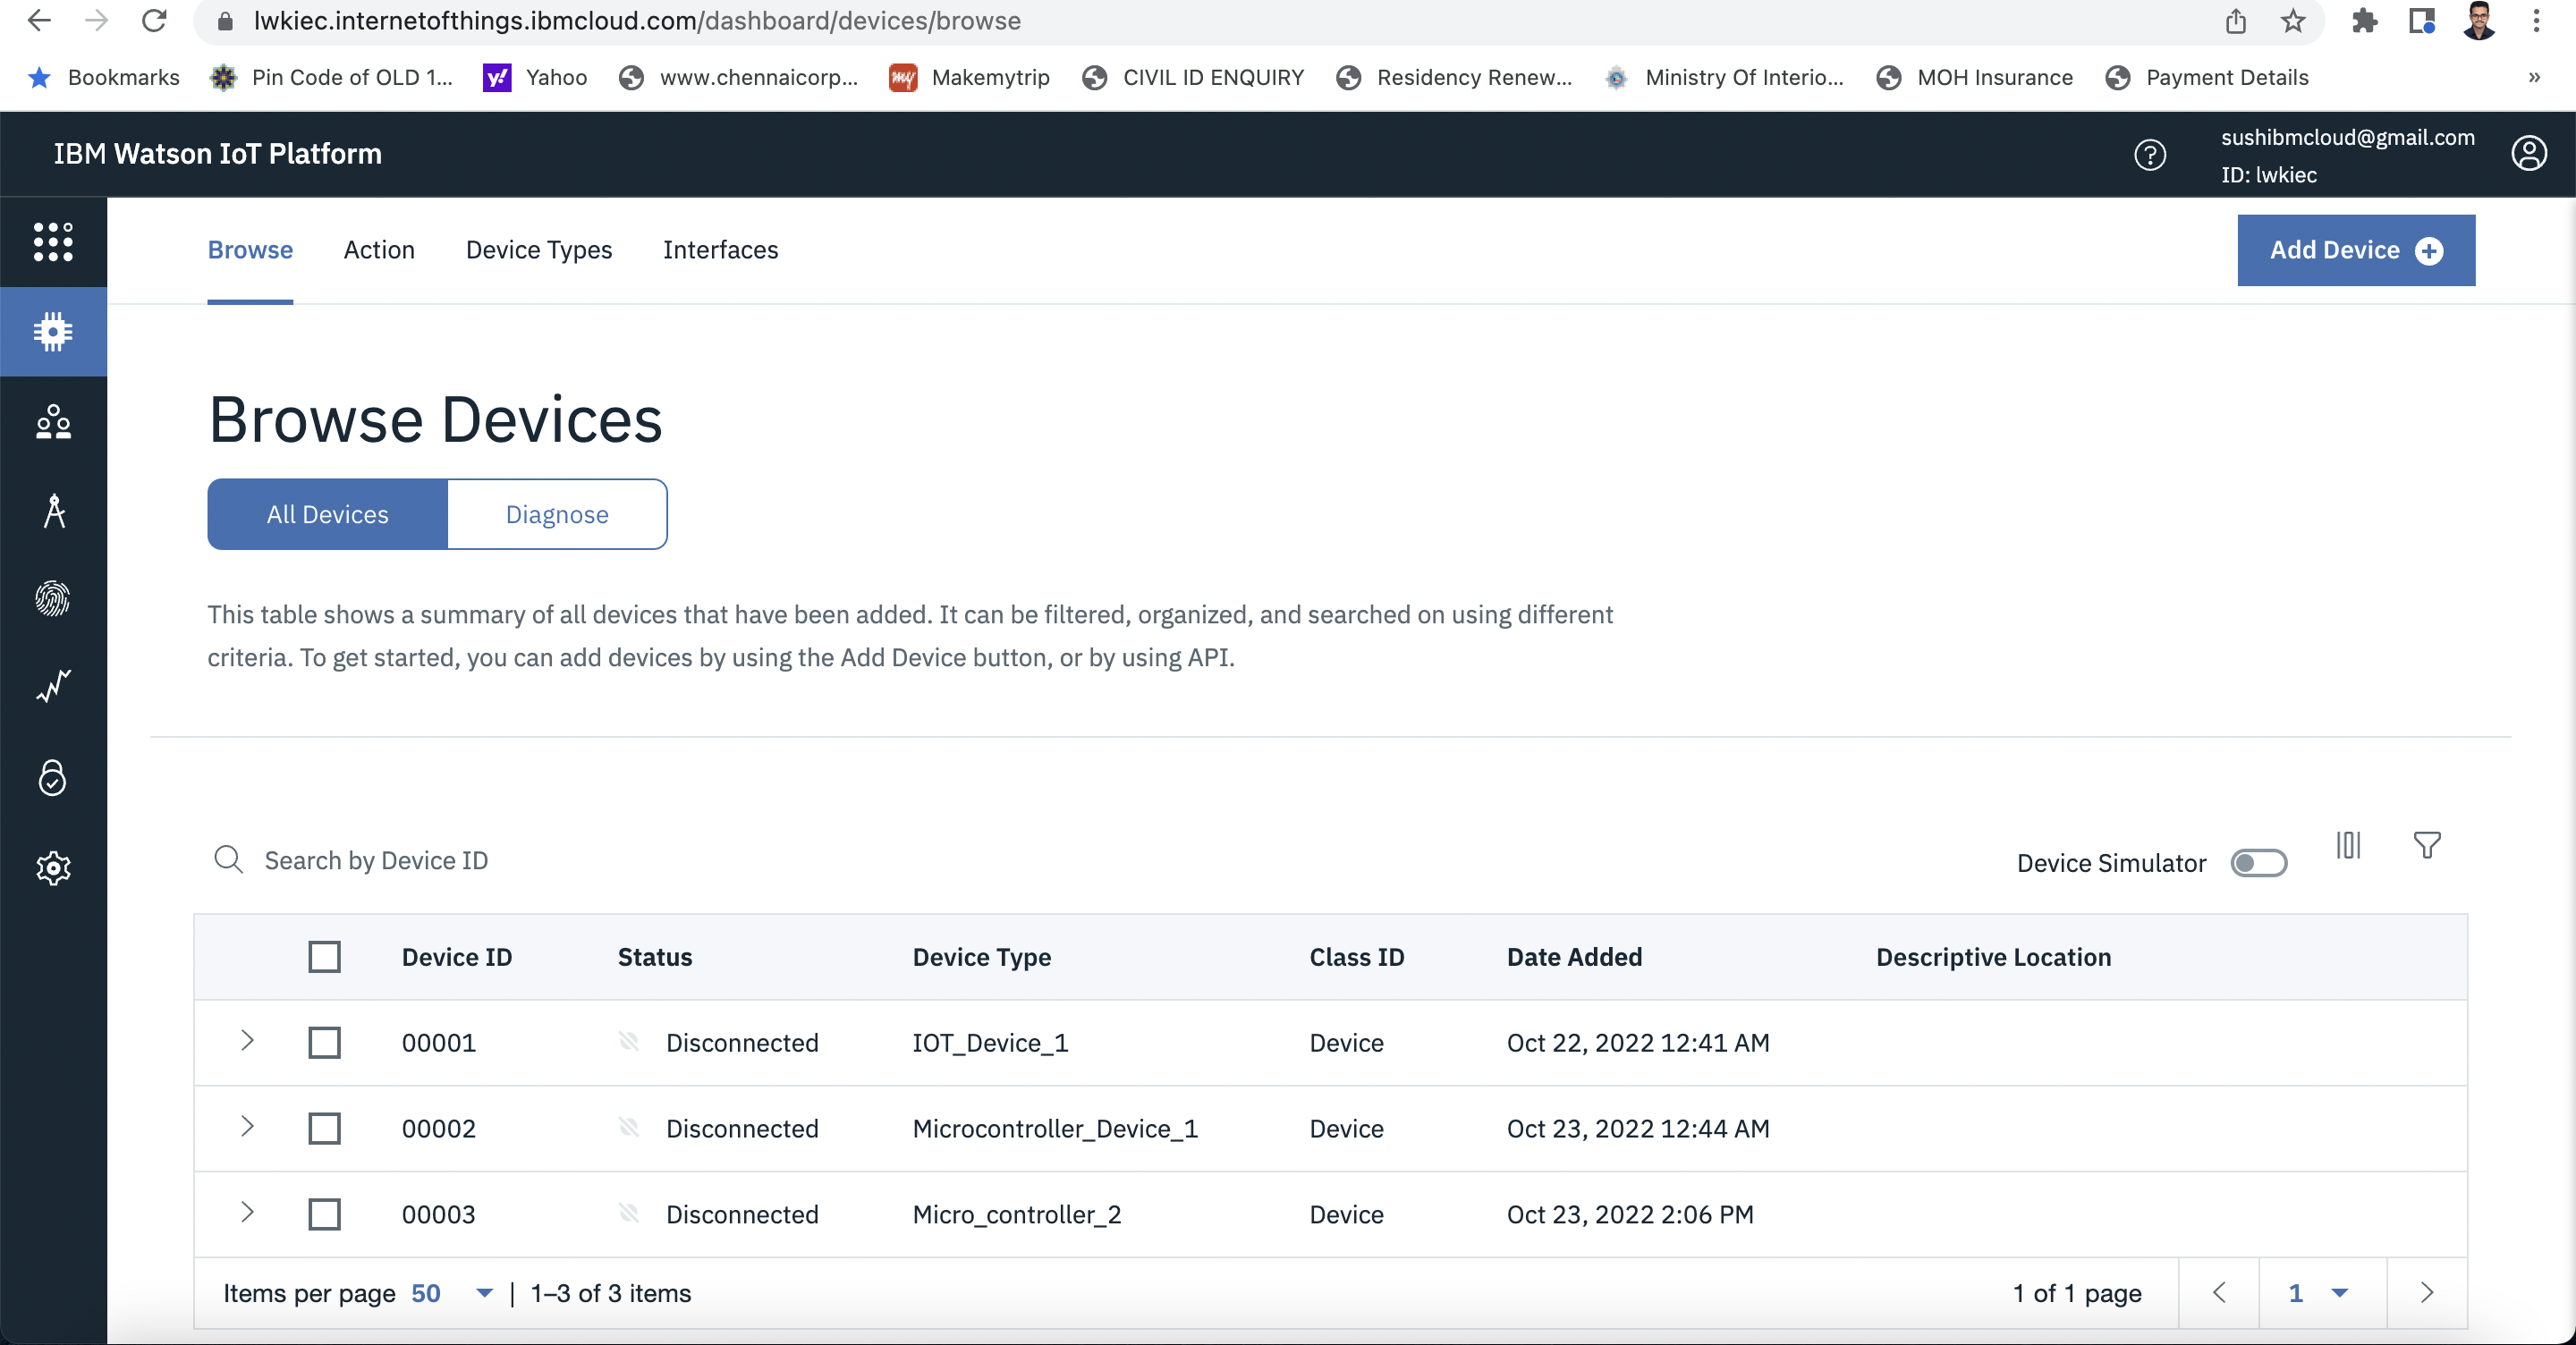 lwkiec.internetofthings.ibmcloud.com/dashboard/devices/browse
Bookmarks Pin Code of OLD 1... y! Yahoo www.chennaicorp... my Makemytrip CIVIL ID ENQUIRY Residency Renew... Ministry Of Interio... MOH Insurance Payment Details »
IBM Watson IoT Platform
sushibmcloud@gmail.com
ID: lwkiec
Browse Action Device Types Interfaces Add Device
Browse Devices
All Devices Diagnose
This table shows a summary of all devices that have been added. It can be filtered, organized, and searched on using different
criteria. To get started, you can add devices by using the Add Device button, or by using API.
Search by Device ID Device Simulator
Device ID Status Device Type Class ID Date Added Descriptive Location
00001 Disconnected IOT_Device_1 Device Oct 22, 2022 12:41 AM
00002 Disconnected Microcontroller_Device_1 Device Oct 23, 2022 12:44 AM
00003 Disconnected Micro_controller_2 Device Oct 23, 2022 2:06 PM
Items per page 50 | 1–3 of 3 items 1 of 1 page 1